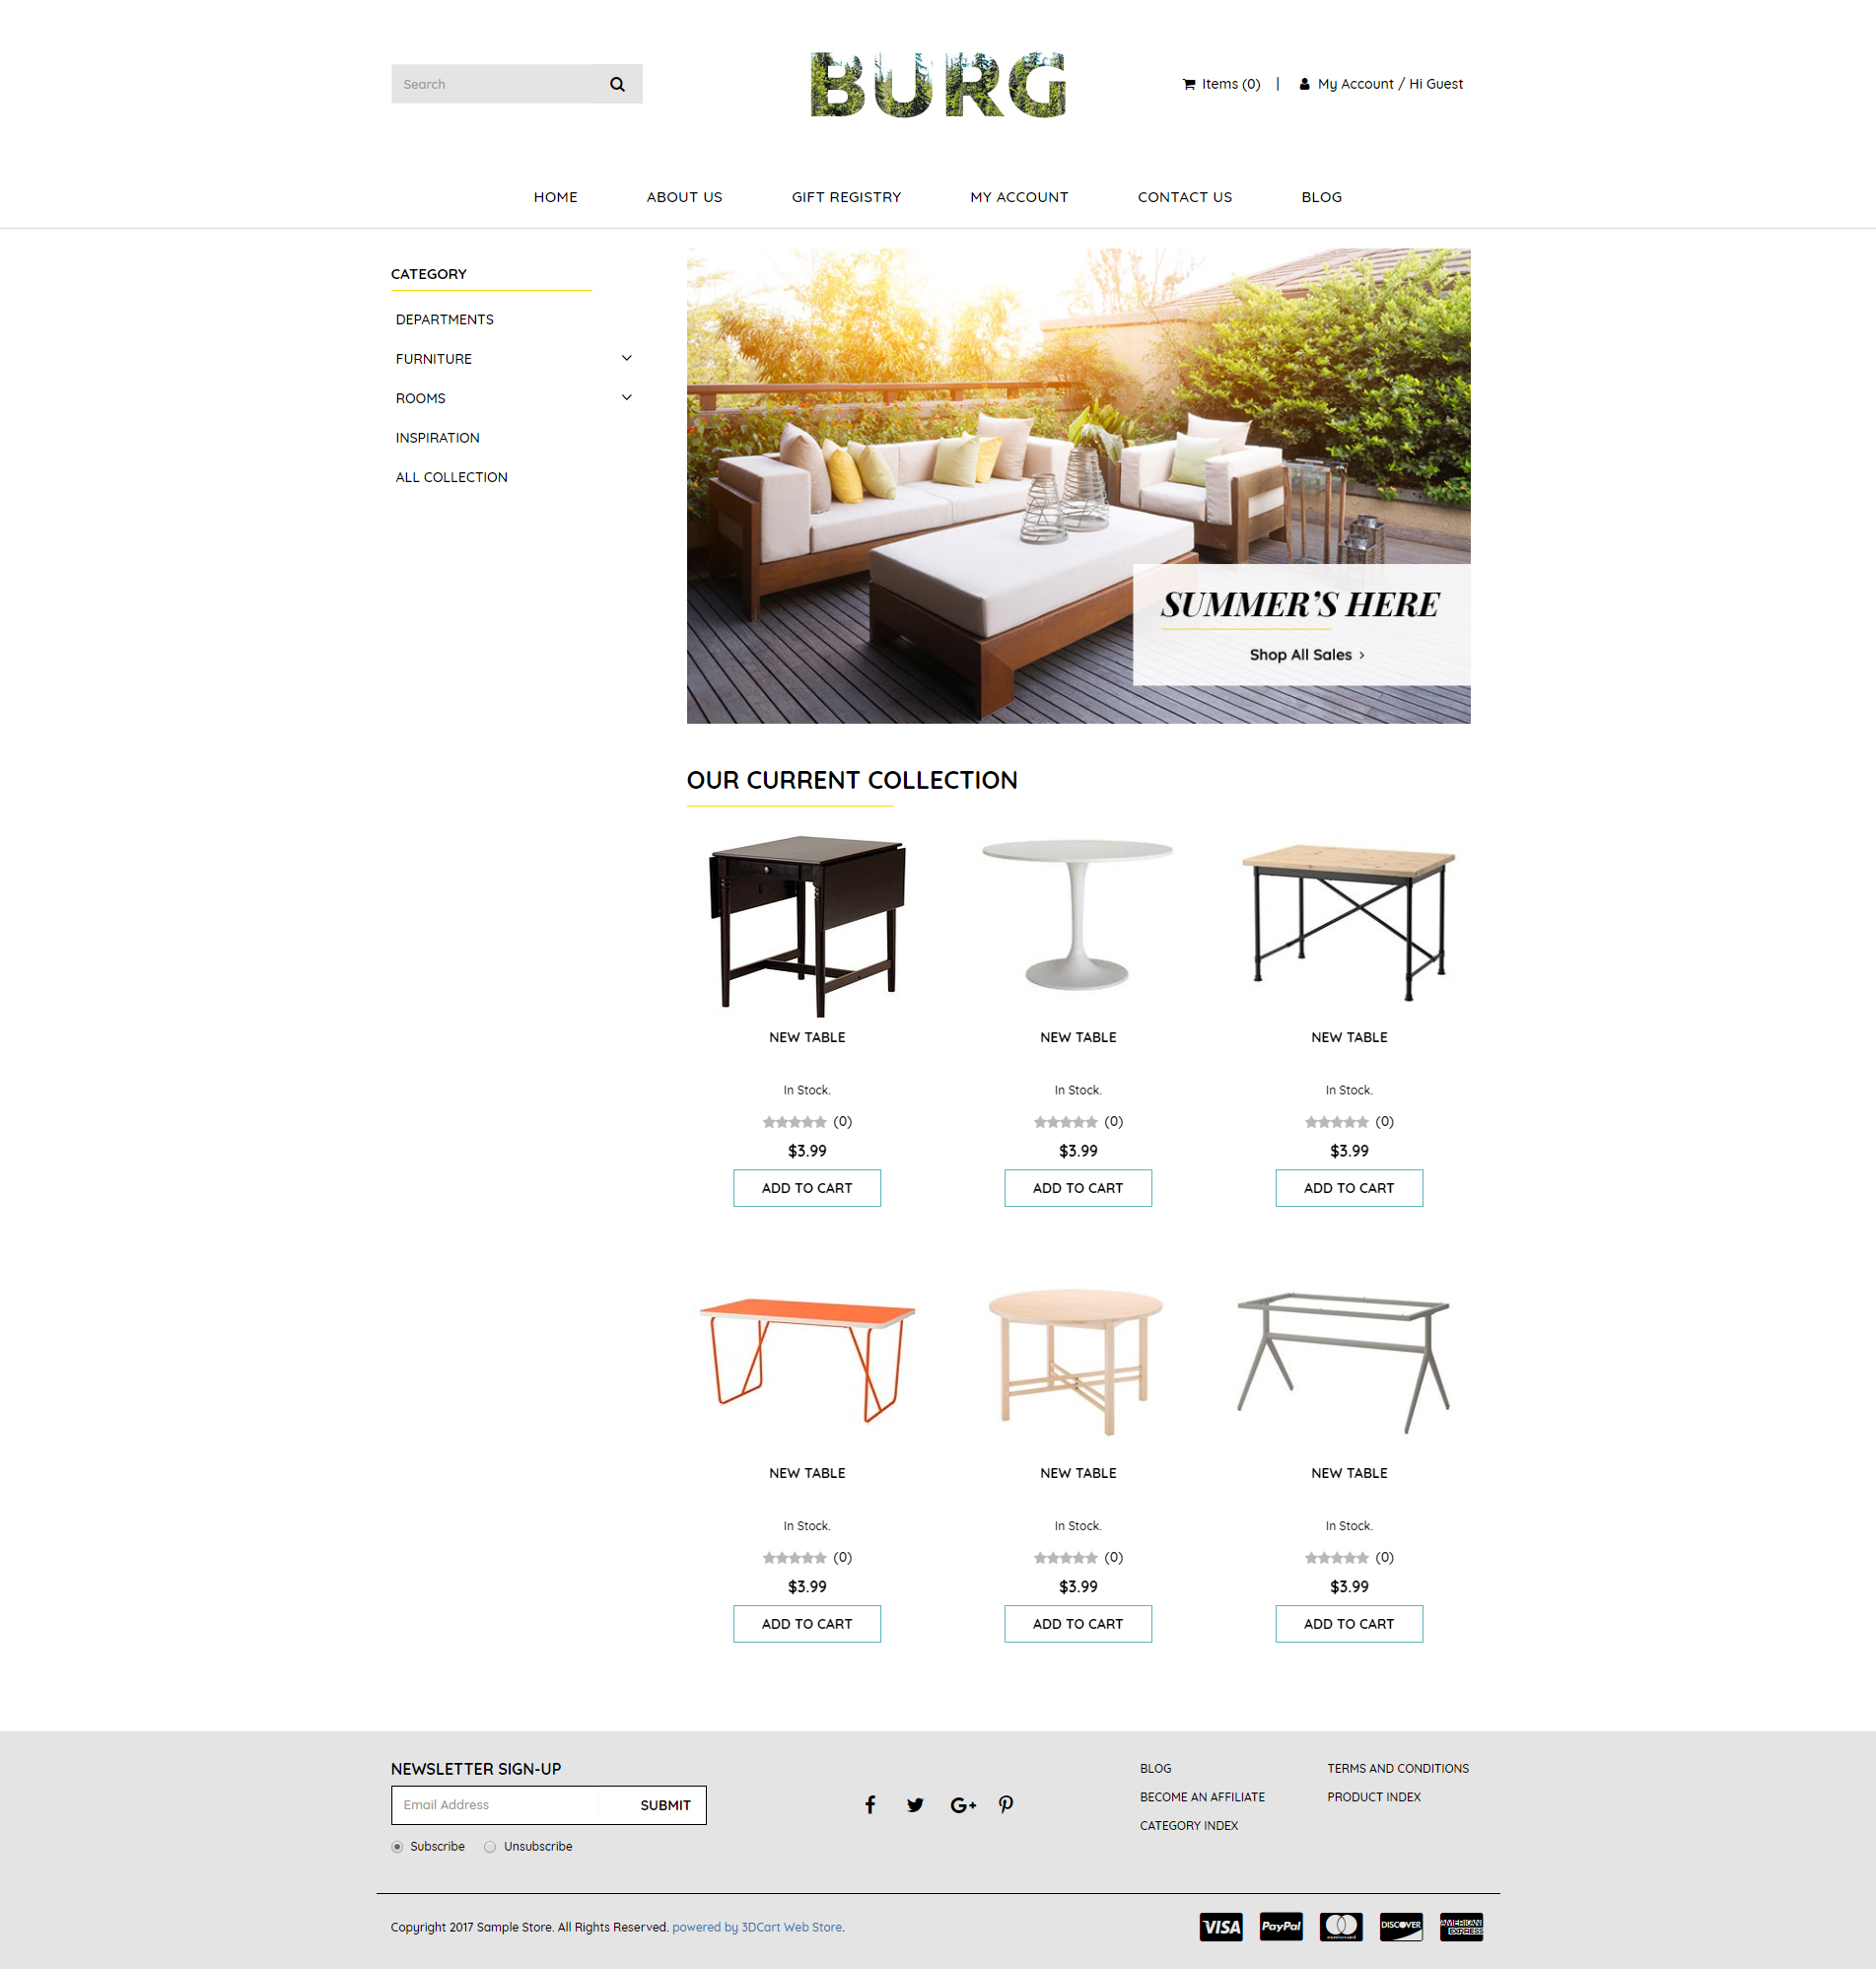 Search
BURG
Items (0) | My Account / Hi Guest
HOME ABOUT US GIFT REGISTRY MY ACCOUNT CONTACT US BLOG
CATEGORY
DEPARTMENTS
FURNITURE
ROOMS
INSPIRATION
ALL COLLECTION
SUMMER'S HERE
Shop All Sales ›
OUR CURRENT COLLECTION
NEW TABLE NEW TABLE NEW TABLE
In Stock. In Stock. In Stock.
(0) (0) (0)
$3.99 $3.99 $3.99
ADD TO CART ADD TO CART ADD TO CART
NEW TABLE NEW TABLE NEW TABLE
In Stock. In Stock. In Stock.
(0) (0) (0)
$3.99 $3.99 $3.99
ADD TO CART ADD TO CART ADD TO CART
NEWSLETTER SIGN-UP
Email Address SUBMIT
Subscribe Unsubscribe
G+
BLOG TERMS AND CONDITIONS
BECOME AN AFFILIATE PRODUCT INDEX
CATEGORY INDEX
Copyright 2017 Sample Store. All Rights Reserved. powered by 3DCart Web Store.
VISA PayPal mastercard DISCOVER AMERICAN EXPRESS